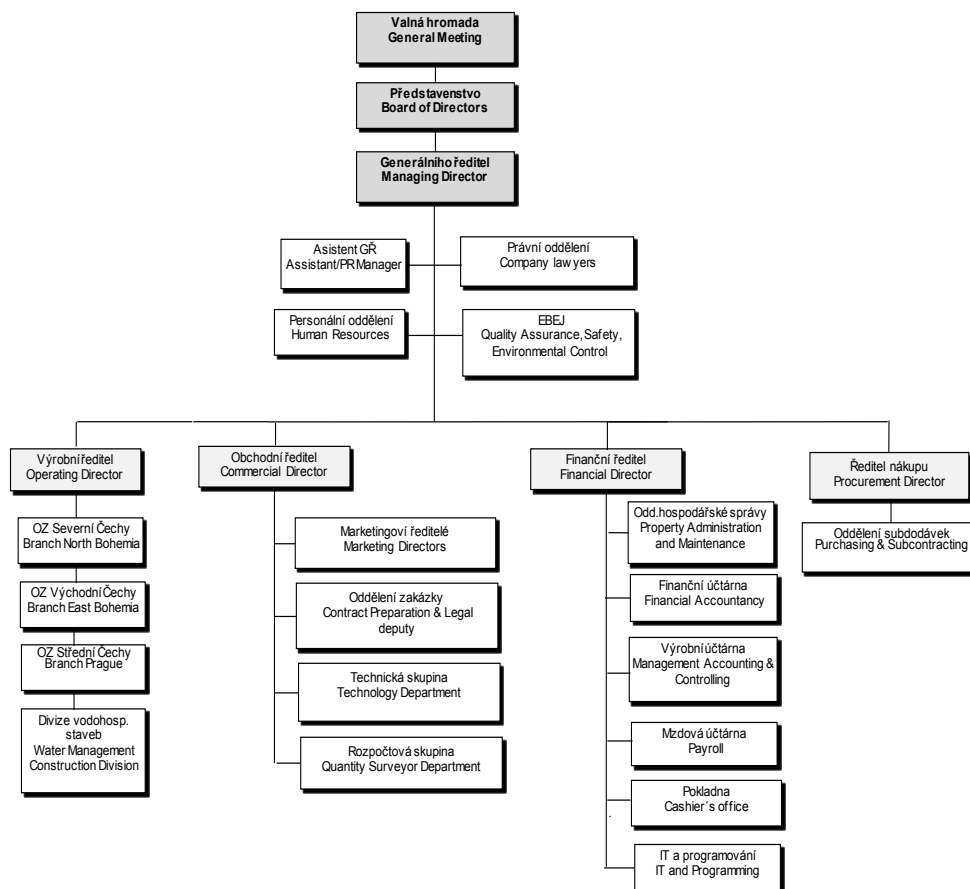 Valná hromada
General Meeting
Představenstvo
Board of Directors
Generálního ředitel
Managing Director
Asistent GŘ
Assistant/PR Manager
Právní oddělení
Company lawyers
Personální oddělení
Human Resources
EBEJ
Quality Assurance, Safety,
Environmental Control
Výrobní ředitel
Operating Director
Obchodní ředitel
Commercial Director
Finanční ředitel
Financial Director
Ředitel nákupu
Procurement Director
OZ Severní Čechy
Branch North Bohemia
OZ Východní Čechy
Branch East Bohemia
OZ Střední Čechy
Branch Prague
Divize vodohosp.
staveb
Water Management
Construction Division
Marketingoví ředitelé
Marketing Directors
Oddělení zakázky
Contract Preparation & Legal
deputy
Technická skupina
Technology Department
Rozpočtová skupina
Quantity Surveyor Department
Odd.hospodářské správy
Property Administration
and Maintenance
Finanční účtárna
Financial Accountancy
Výrobní účtárna
Management Accounting &
Controlling
Mzdová účtárna
Payroll
Pokladna
Cashier´s office
IT a programování
IT and Programming
Oddělení subdodávek
Purchasing & Subcontracting